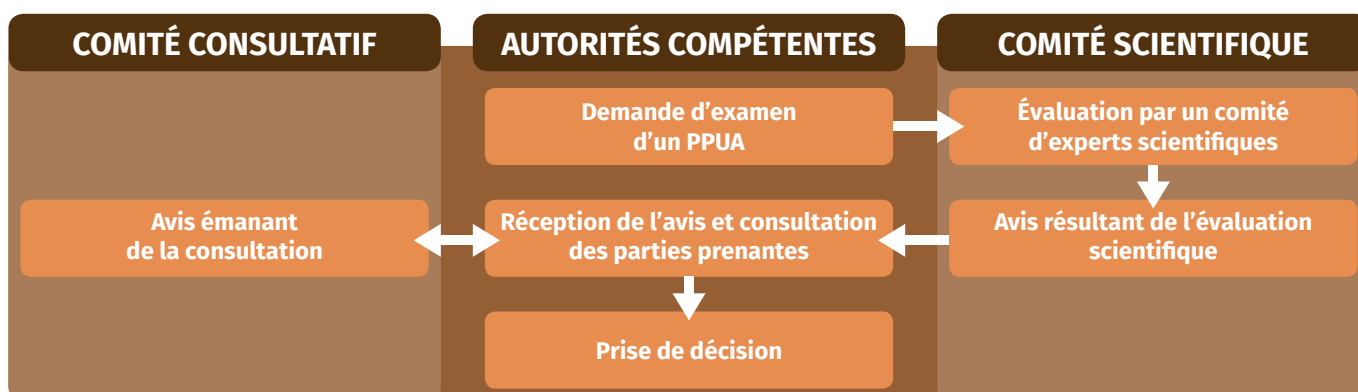 COMITÉ CONSULTATIF
AUTORITÉS COMPÉTENTES
COMITÉ SCIENTIFIQUE
Demande d’examen
d’un PPUA
Évaluation par un comité
d’experts scientifiques
Avis émanant
de la consultation
Réception de l’avis et consultation
des parties prenantes
Avis résultant de l’évaluation
scientifique
Prise de décision